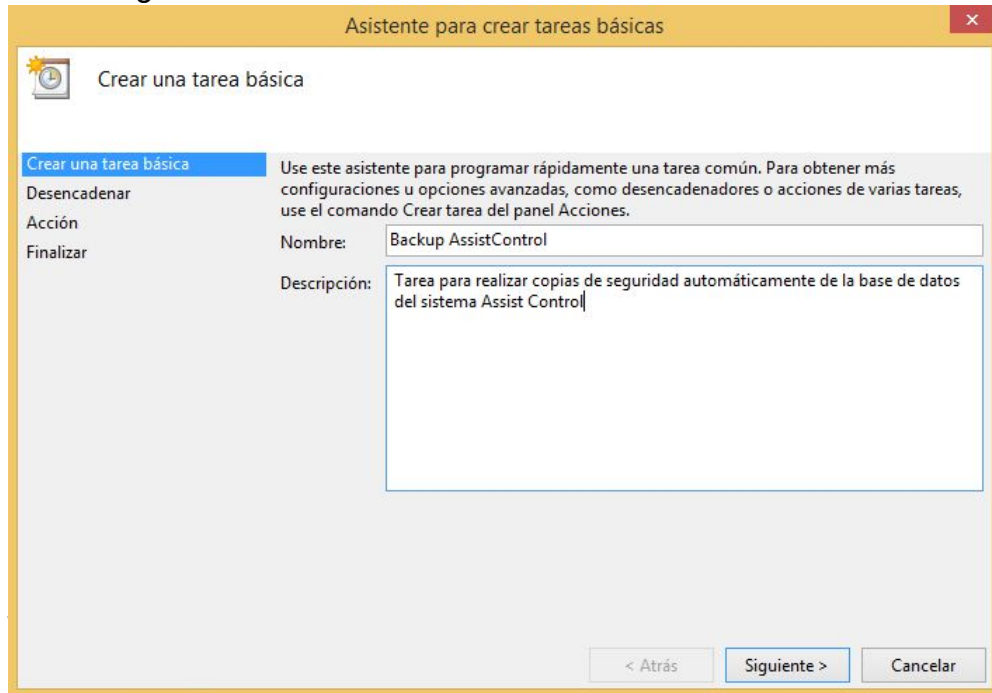 Asistente para crear tareas básicas
Crear una tarea básica
Crear una tarea básica
Desencadenar
Acción
Finalizar
Use este asistente para programar rápidamente una tarea común. Para obtener más
configuraciones u opciones avanzadas, como desencadenadores o acciones de varias tareas,
use el comando Crear tarea del panel Acciones.
Nombre: Backup AssistControl
Descripción: Tarea para realizar copias de seguridad automáticamente de la base de datos
del sistema Assist Control
< Atrás Siguiente > Cancelar